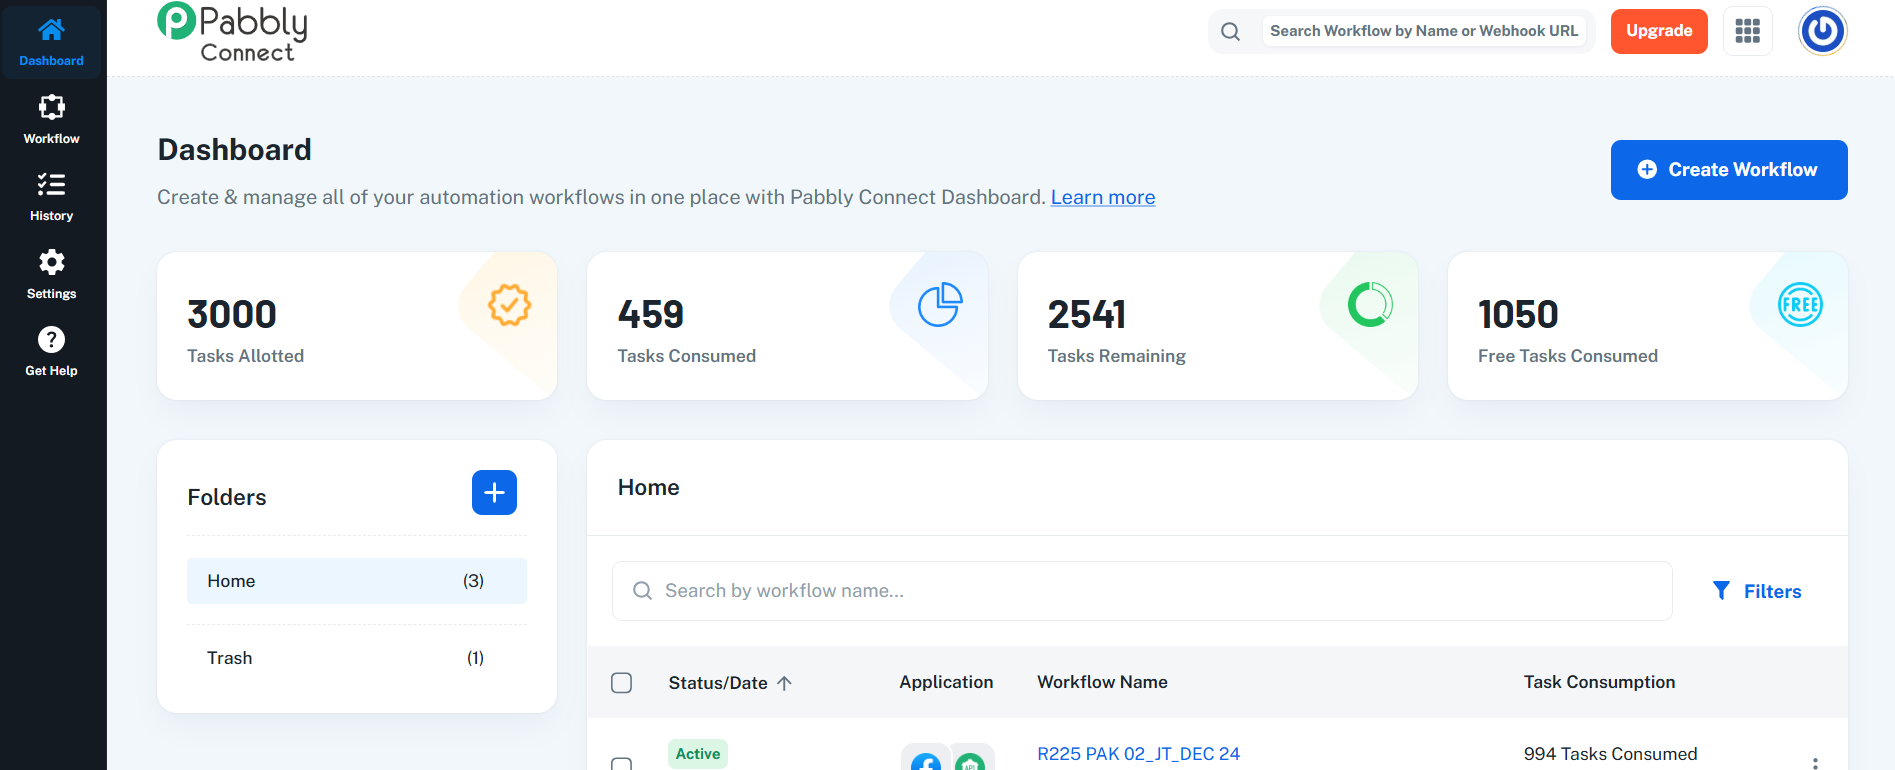 Dashboard
Workflow
History
Settings
Get Help
Pabbly
Connect
Search Workflow by Name or Webhook URL
Upgrade
Dashboard
Create & manage all of your automation workflows in one place with Pabbly Connect Dashboard. Learn more
Create Workflow
3000
Tasks Allotted
459
Tasks Consumed
2541
Tasks Remaining
1050
Free Tasks Consumed
FREE
Folders
Home (3)
Trash (1)
Home
Search by workflow name...
Filters
Status/Date Application Workflow Name Task Consumption
Active R225 PAK 02_JT_DEC 24 994 Tasks Consumed
API